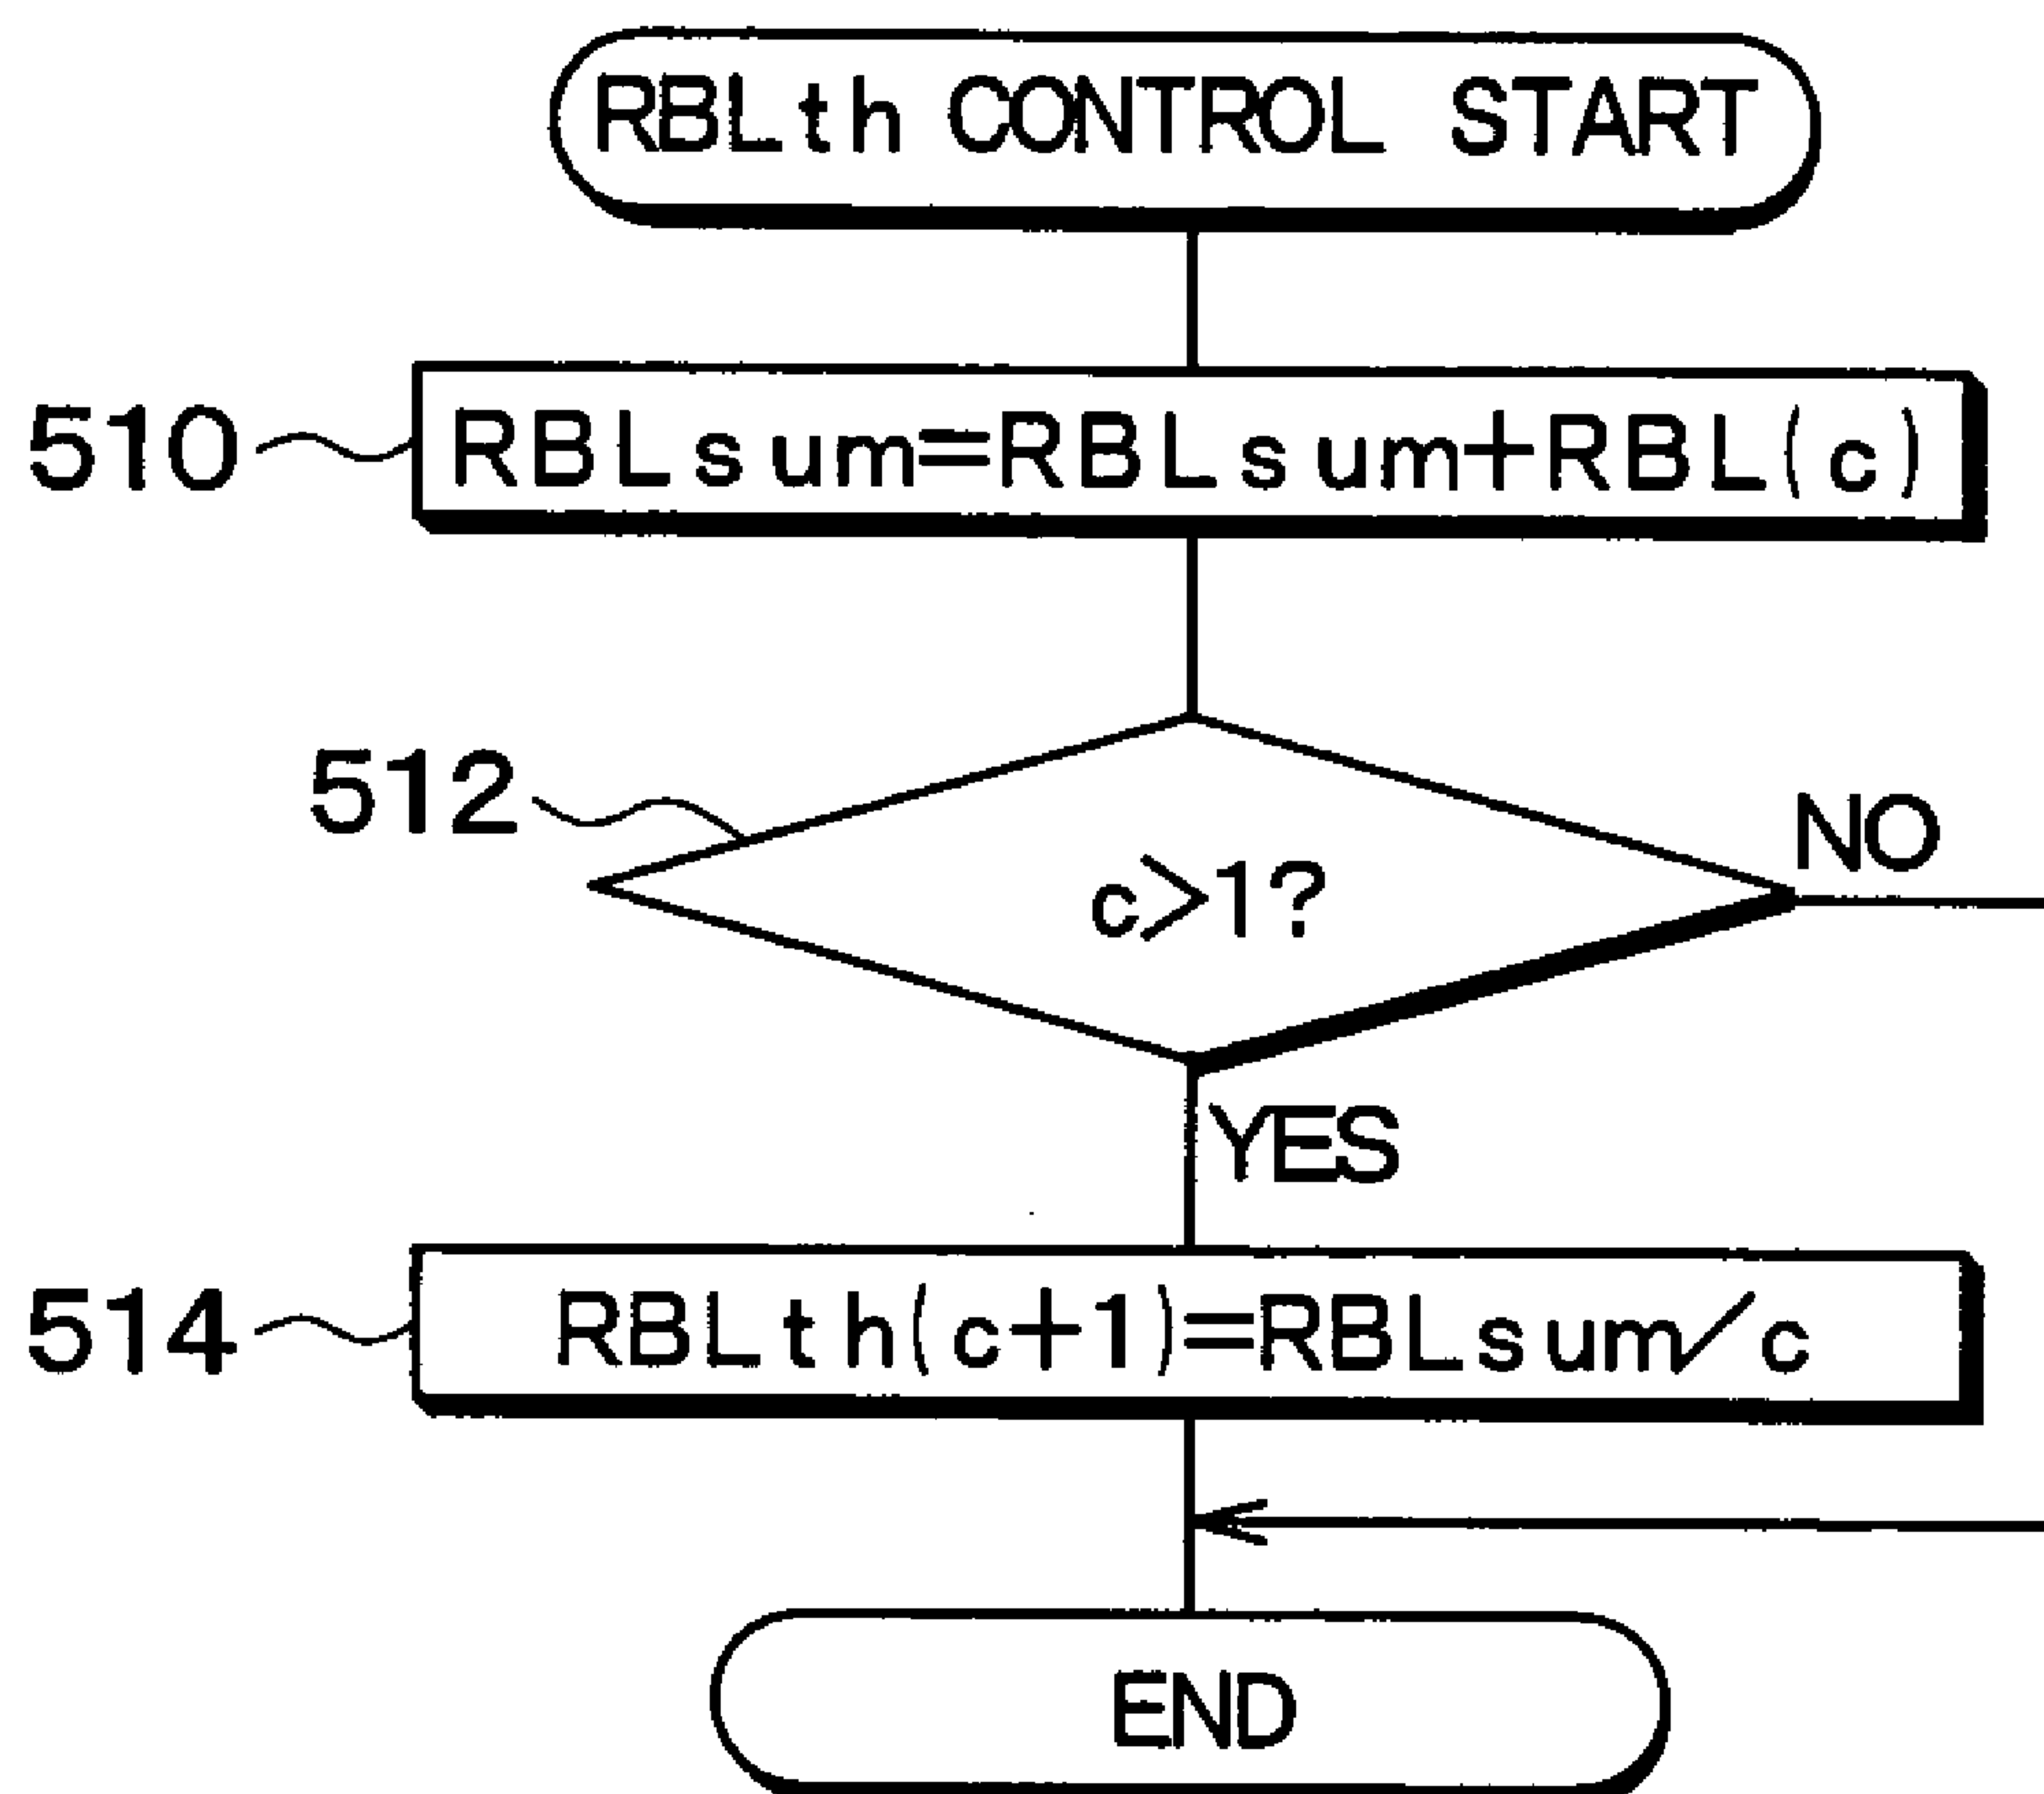 RBLth CONTROL START
510
RBLsum=RBLsum+RBL(c)
512
c>1?
NO
YES
514
RBLth(c+1)=RBLsum/c
END